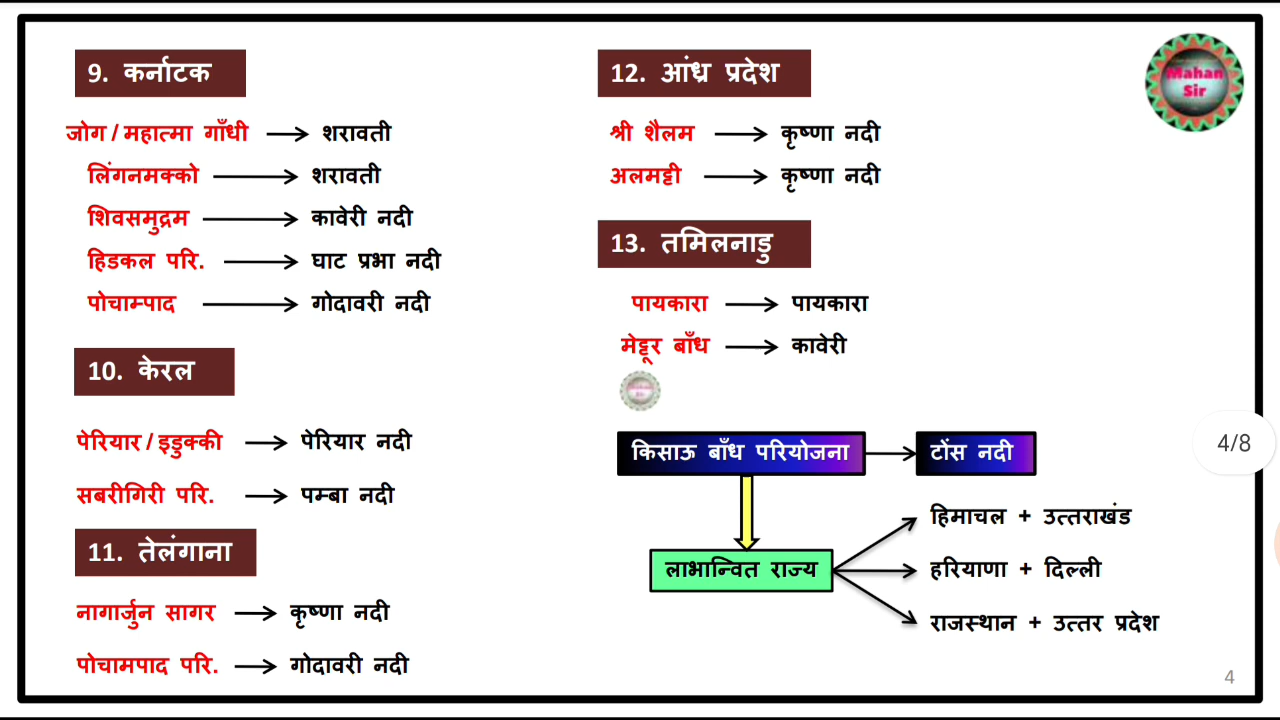 9. कर्नाटक
जोग / महात्मा गाँधी → शरावती
लिंगनमक्को → शरावती
शिवसमुद्रम → कावेरी नदी
हिडकल परि. → घाट प्रभा नदी
पोचाम्पाद → गोदावरी नदी
10. केरल
पेरियार / इडुक्की → पेरियार नदी
सबरीगिरी परि. → पम्बा नदी
11. तेलंगाना
नागार्जुन सागर → कृष्णा नदी
पोचामपाद परि. → गोदावरी नदी
12. आंध्र प्रदेश
श्री शैलम → कृष्णा नदी
अलमट्टी → कृष्णा नदी
13. तमिलनाडु
पायकारा → पायकारा
मेट्टूर बाँध → कावेरी
Mahan
Sir
किसाऊ बाँध परियोजना → टोंस नदी
लाभान्वित राज्य
हिमाचल + उत्तराखंड
हरियाणा + दिल्ली
राजस्थान + उत्तर प्रदेश
Mahan
Sir
4/8
4